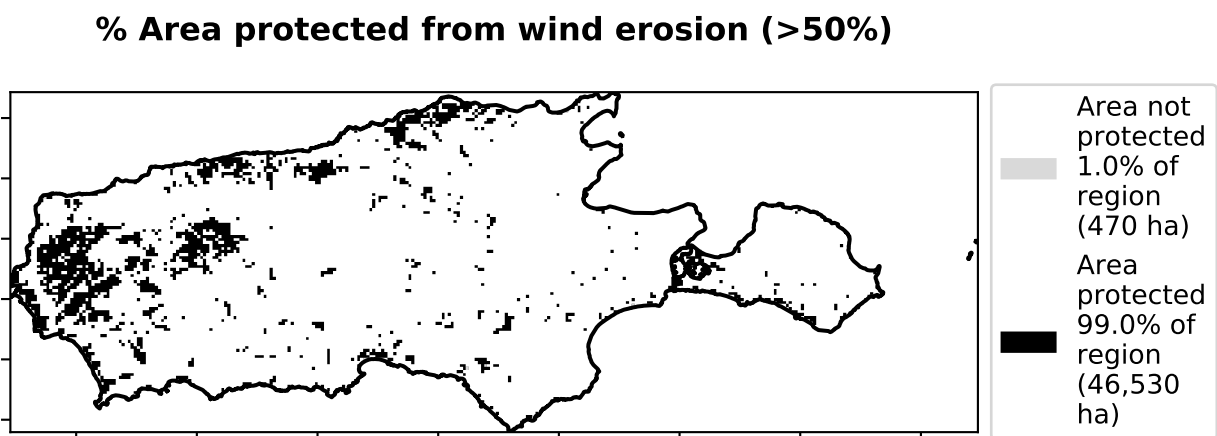 % Area protected from wind erosion (>50%)
Area not
protected
1.0% of
region
(470 ha)
Area
protected
99.0% of
region
(46,530
ha)